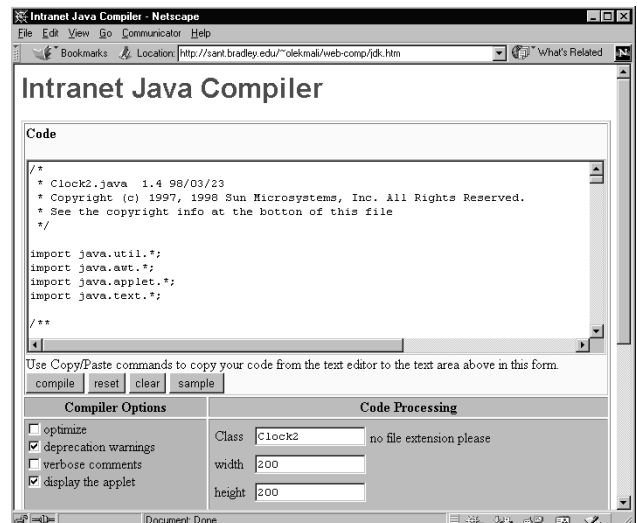 Intranet Java Compiler - Netscape
File Edit View Go Communicator Help
Bookmarks Location: http://sant.bradley.edu/~olekmali/web-comp/jdk.htm What's Related N
Intranet Java Compiler
Code
/*
* Clock2.java 1.4 98/03/23
* Copyright (c) 1997, 1998 Sun Microsystems, Inc. All Rights Reserved.
* See the copyright info at the botton of this file
*/
import java.util.*;
import java.awt.*;
import java.applet.*;
import java.text.*;
/**
Use Copy/Paste commands to copy your code from the text editor to the text area above in this form.
compile reset clear sample
Compiler Options Code Processing
optimize
deprecation warnings
verbose comments
display the applet
Class Clock2 no file extension please
width 200
height 200
Document: Done